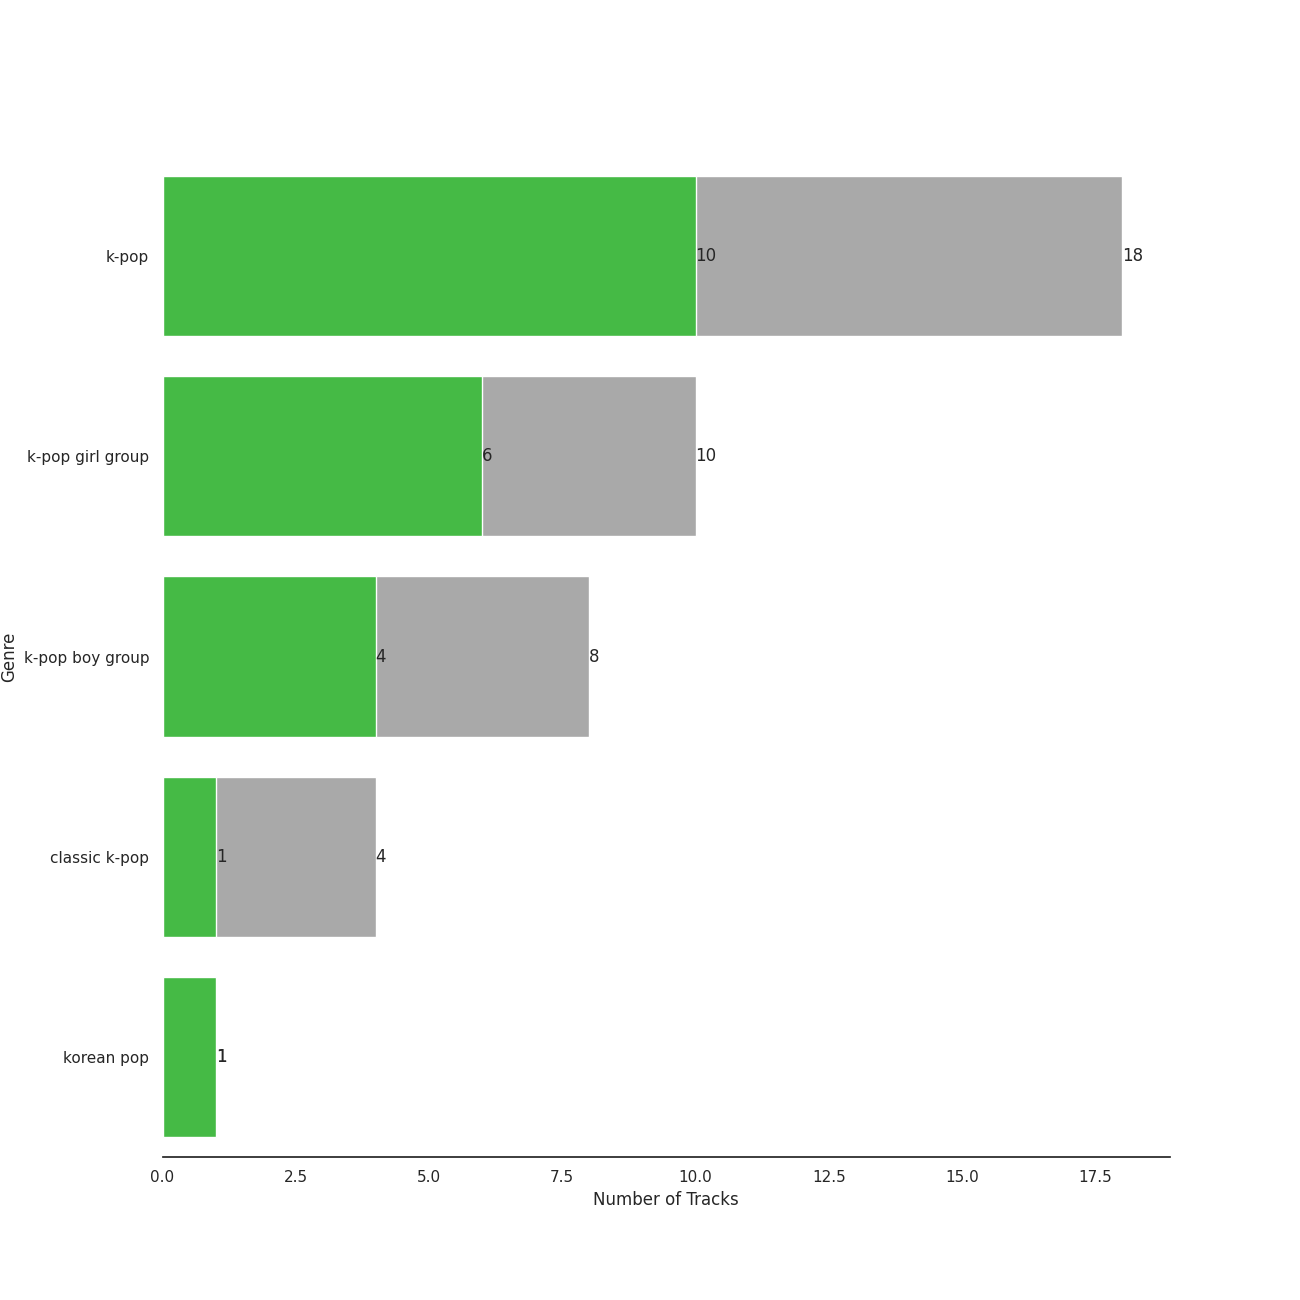 k-pop
10
18
k-pop girl group
6
10
k-pop boy group
4
8
classic k-pop
1
4
korean pop
1
Genre
0.0 2.5 5.0 7.5 10.0 12.5 15.0 17.5
Number of Tracks